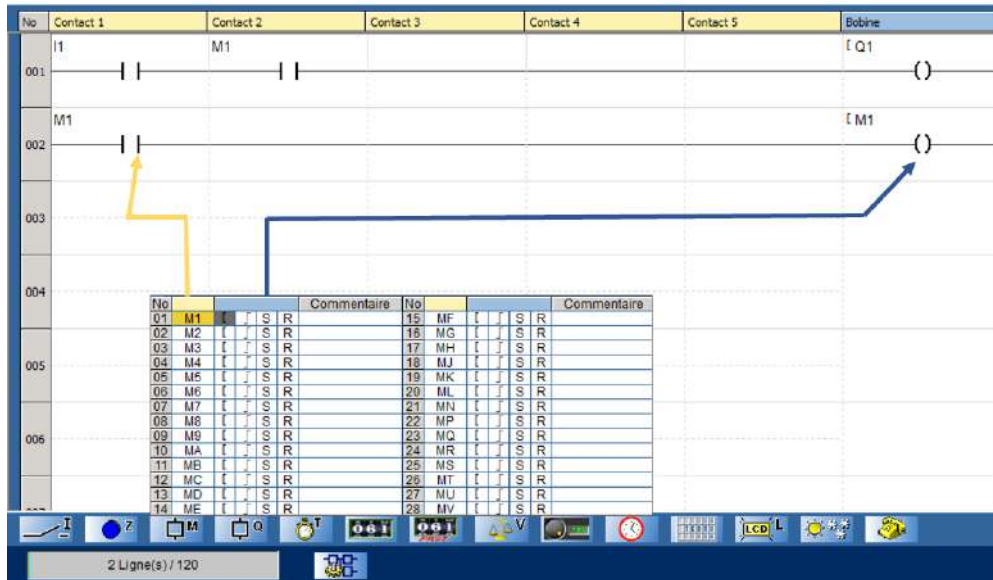 No Contact 1 Contact 2 Contact 3 Contact 4 Contact 5 Bobine
I1 M1 [ Q1
001
M1 [ M1
002
003
004
No Commentaire No Commentaire
01 M1 [ ∫ S R 15 MF [ ∫ S R
02 M2 [ ∫ S R 16 MG [ ∫ S R
03 M3 [ ∫ S R 17 MH [ ∫ S R
04 M4 [ ∫ S R 18 MJ [ ∫ S R
005
05 M5 [ ∫ S R 19 MK [ ∫ S R
06 M6 [ ∫ S R 20 ML [ ∫ S R
07 M7 [ ∫ S R 21 MN [ ∫ S R
08 M8 [ ∫ S R 22 MP [ ∫ S R
006
09 M9 [ ∫ S R 23 MQ [ ∫ S R
10 MA [ ∫ S R 24 MR [ ∫ S R
11 MB [ ∫ S R 25 MS [ ∫ S R
12 MC [ ∫ S R 26 MT [ ∫ S R
13 MD [ ∫ S R 27 MU [ ∫ S R
14 ME [ ∫ S R 28 MV [ ∫ S R
I Z M Q T V LCD L
2 Ligne(s) / 120